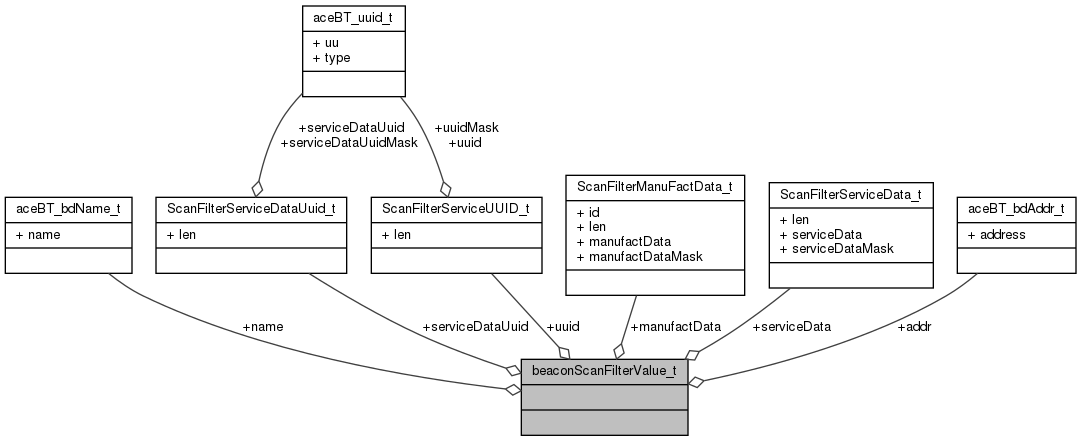 aceBT_uuid_t
+ uu
+ type
+serviceDataUuid
+serviceDataUuidMask
+uuidMask
+uuid
aceBT_bdName_t
+ name
ScanFilterServiceDataUuid_t
+ len
ScanFilterServiceUUID_t
+ len
ScanFilterManuFactData_t
+ id
+ len
+ manufactData
+ manufactDataMask
ScanFilterServiceData_t
+ len
+ serviceData
+ serviceDataMask
aceBT_bdAddr_t
+ address
+name
+serviceDataUuid
+uuid
+manufactData
+serviceData
+addr
beaconScanFilterValue_t